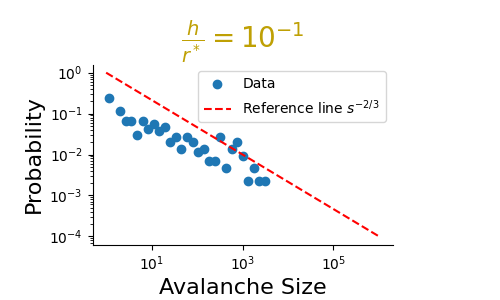 $\frac{h}{r^*} = 10^{-1}$
Data
Reference line $s^{-2/3}$
Probability
$10^0$
$10^{-1}$
$10^{-2}$
$10^{-3}$
$10^{-4}$
$10^1$ $10^3$ $10^5$
Avalanche Size